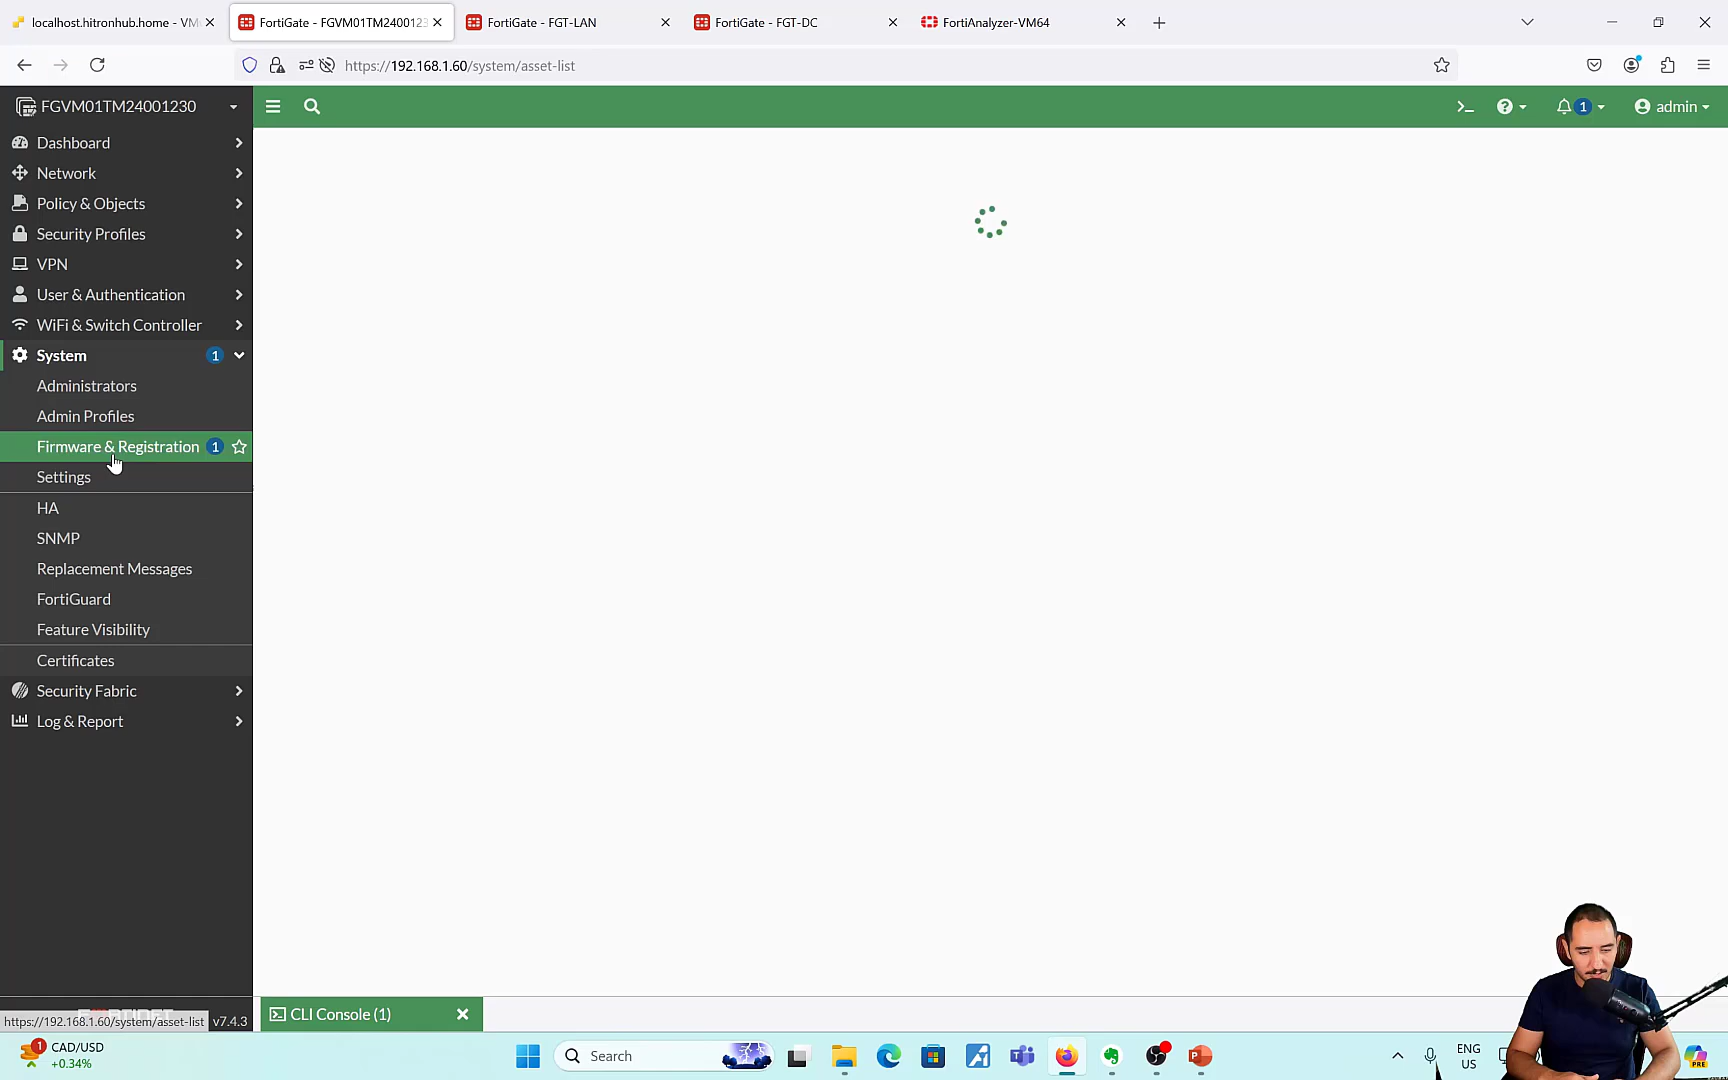 localhost.hitronhub.home - VM
FortiGate - FGVM01TM2400123
FortiGate - FGT-LAN
FortiGate - FGT-DC
FortiAnalyzer-VM64
https://192.168.1.60/system/asset-list
FGVM01TM24001230
1
admin
Dashboard
Network
Policy & Objects
Security Profiles
VPN
User & Authentication
WiFi & Switch Controller
System 1
Administrators
Admin Profiles
Firmware & Registration 1
Settings
HA
SNMP
Replacement Messages
FortiGuard
Feature Visibility
Certificates
Security Fabric
Log & Report
https://192.168.1.60/system/asset-list
v7.4.3
>_ CLI Console (1)
1
CAD/USD
+0.34%
Search
ENG
US
PRE